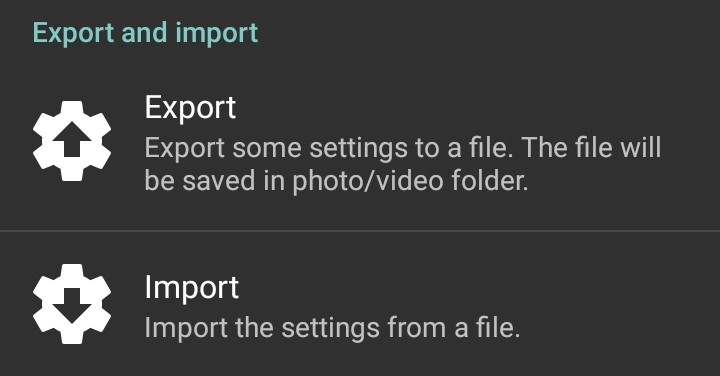 Export and import
Export
Export some settings to a file. The file will
be saved in photo/video folder.
Import
Import the settings from a file.